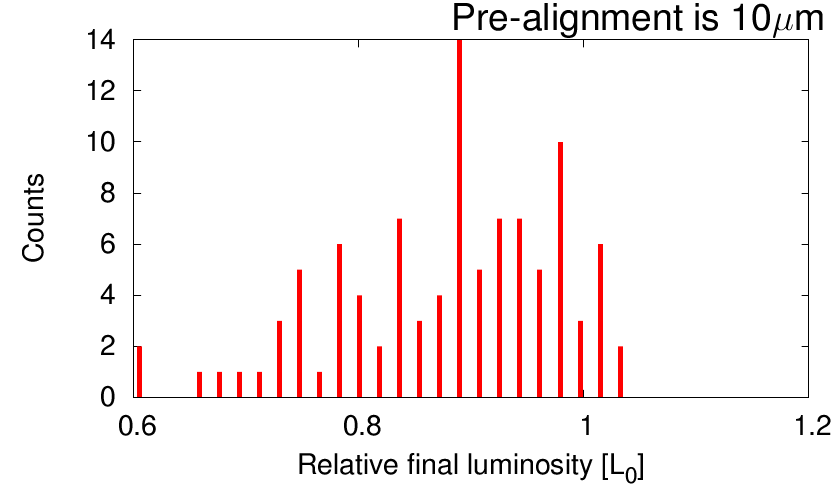 Pre-alignment is 10μm
14
12
10
8
6
4
2
0
Counts
0.6 0.8 1 1.2
Relative final luminosity [L0]